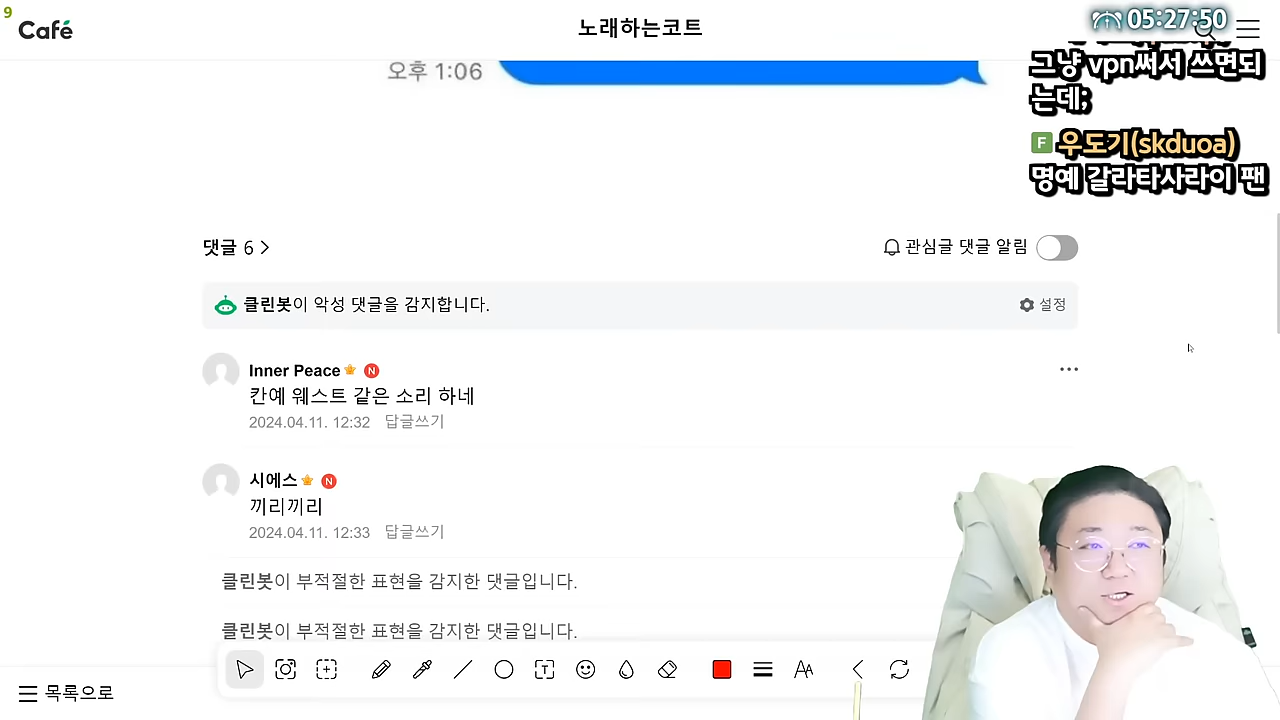 9
Café
노래하는코트
05:27:50
오후 1:06
그냥 vpn써서 쓰면되
는데;
F 우도기(skduoa)
명예 갈라타사라이 팬
댓글 6 >
관심글 댓글 알림
클린봇이 악성 댓글을 감지합니다.
설정
Inner Peace N
칸예 웨스트 같은 소리 하네
2024.04.11. 12:32 답글쓰기
시에스 N
끼리끼리
2024.04.11. 12:33 답글쓰기
클린봇이 부적절한 표현을 감지한 댓글입니다.
클린봇이 부적절한 표현을 감지한 댓글입니다.
목록으로